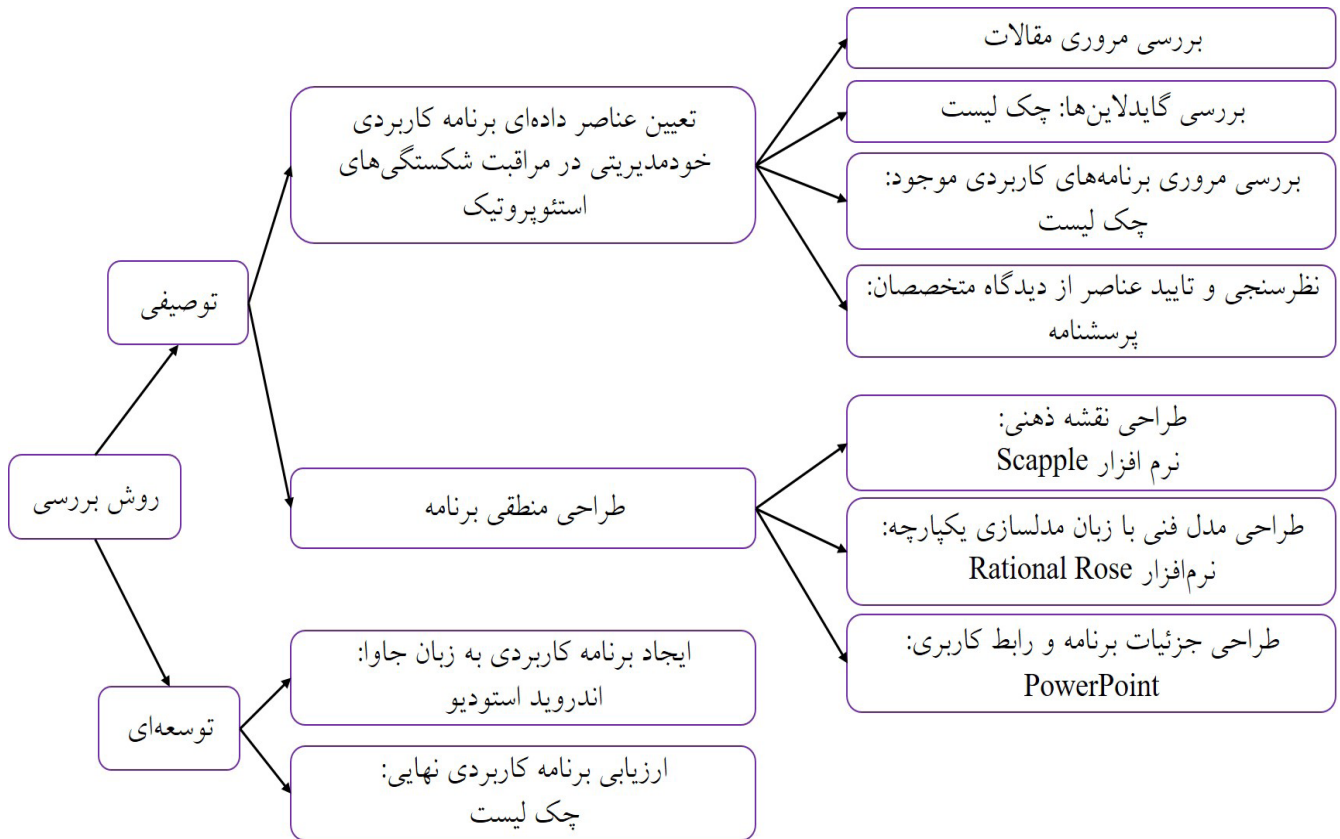 روش بررسی
توصیفی
تعیین عناصر داده‌ای برنامه کاربردی
خودمدیریتی در مراقبت شکستگی‌های
استئوپروتیک
بررسی مروری مقالات
بررسی گایدلاین‌ها: چک لیست
بررسی مروری برنامه‌های کاربردی موجود:
چک لیست
نظرسنجی و تایید عناصر از دیدگاه متخصصان:
پرسشنامه
طراحی منطقی برنامه
طراحی نقشه ذهنی:
نرم افزار Scapple
طراحی مدل فنی با زبان مدلسازی یکپارچه:
نرم‌افزار Rational Rose
طراحی جزئیات برنامه و رابط کاربری:
PowerPoint
توسعه‌ای
ایجاد برنامه کاربردی به زبان جاوا:
اندروید استودیو
ارزیابی برنامه کاربردی نهایی:
چک لیست